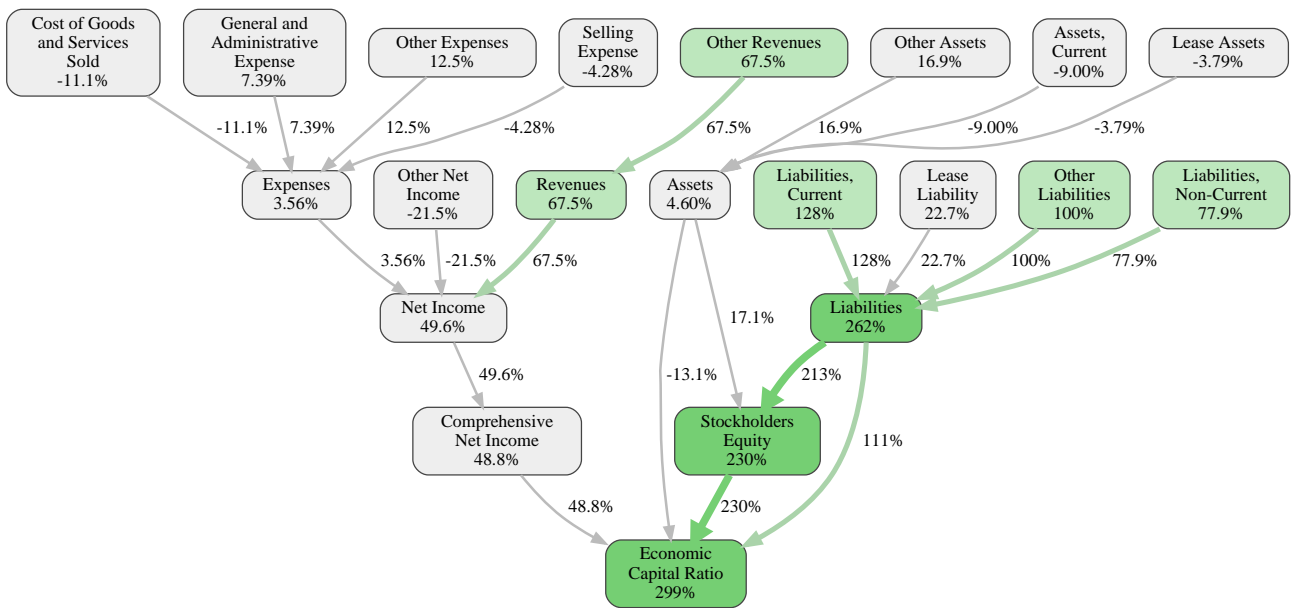 Cost of Goods
and Services
Sold
-11.1%
General and
Administrative
Expense
7.39%
Other Expenses
12.5%
Selling
Expense
-4.28%
Other Revenues
67.5%
Other Assets
16.9%
Assets,
Current
-9.00%
Lease Assets
-3.79%
-11.1%
7.39%
12.5%
-4.28%
67.5%
16.9%
-9.00%
-3.79%
Expenses
3.56%
Other Net
Income
-21.5%
Revenues
67.5%
Assets
4.60%
Liabilities,
Current
128%
Lease
Liability
22.7%
Other
Liabilities
100%
Liabilities,
Non-Current
77.9%
3.56%
-21.5%
67.5%
128%
22.7%
100%
77.9%
Net Income
49.6%
17.1%
Liabilities
262%
49.6%
-13.1%
213%
Comprehensive
Net Income
48.8%
Stockholders
Equity
230%
111%
48.8%
230%
Economic
Capital Ratio
299%